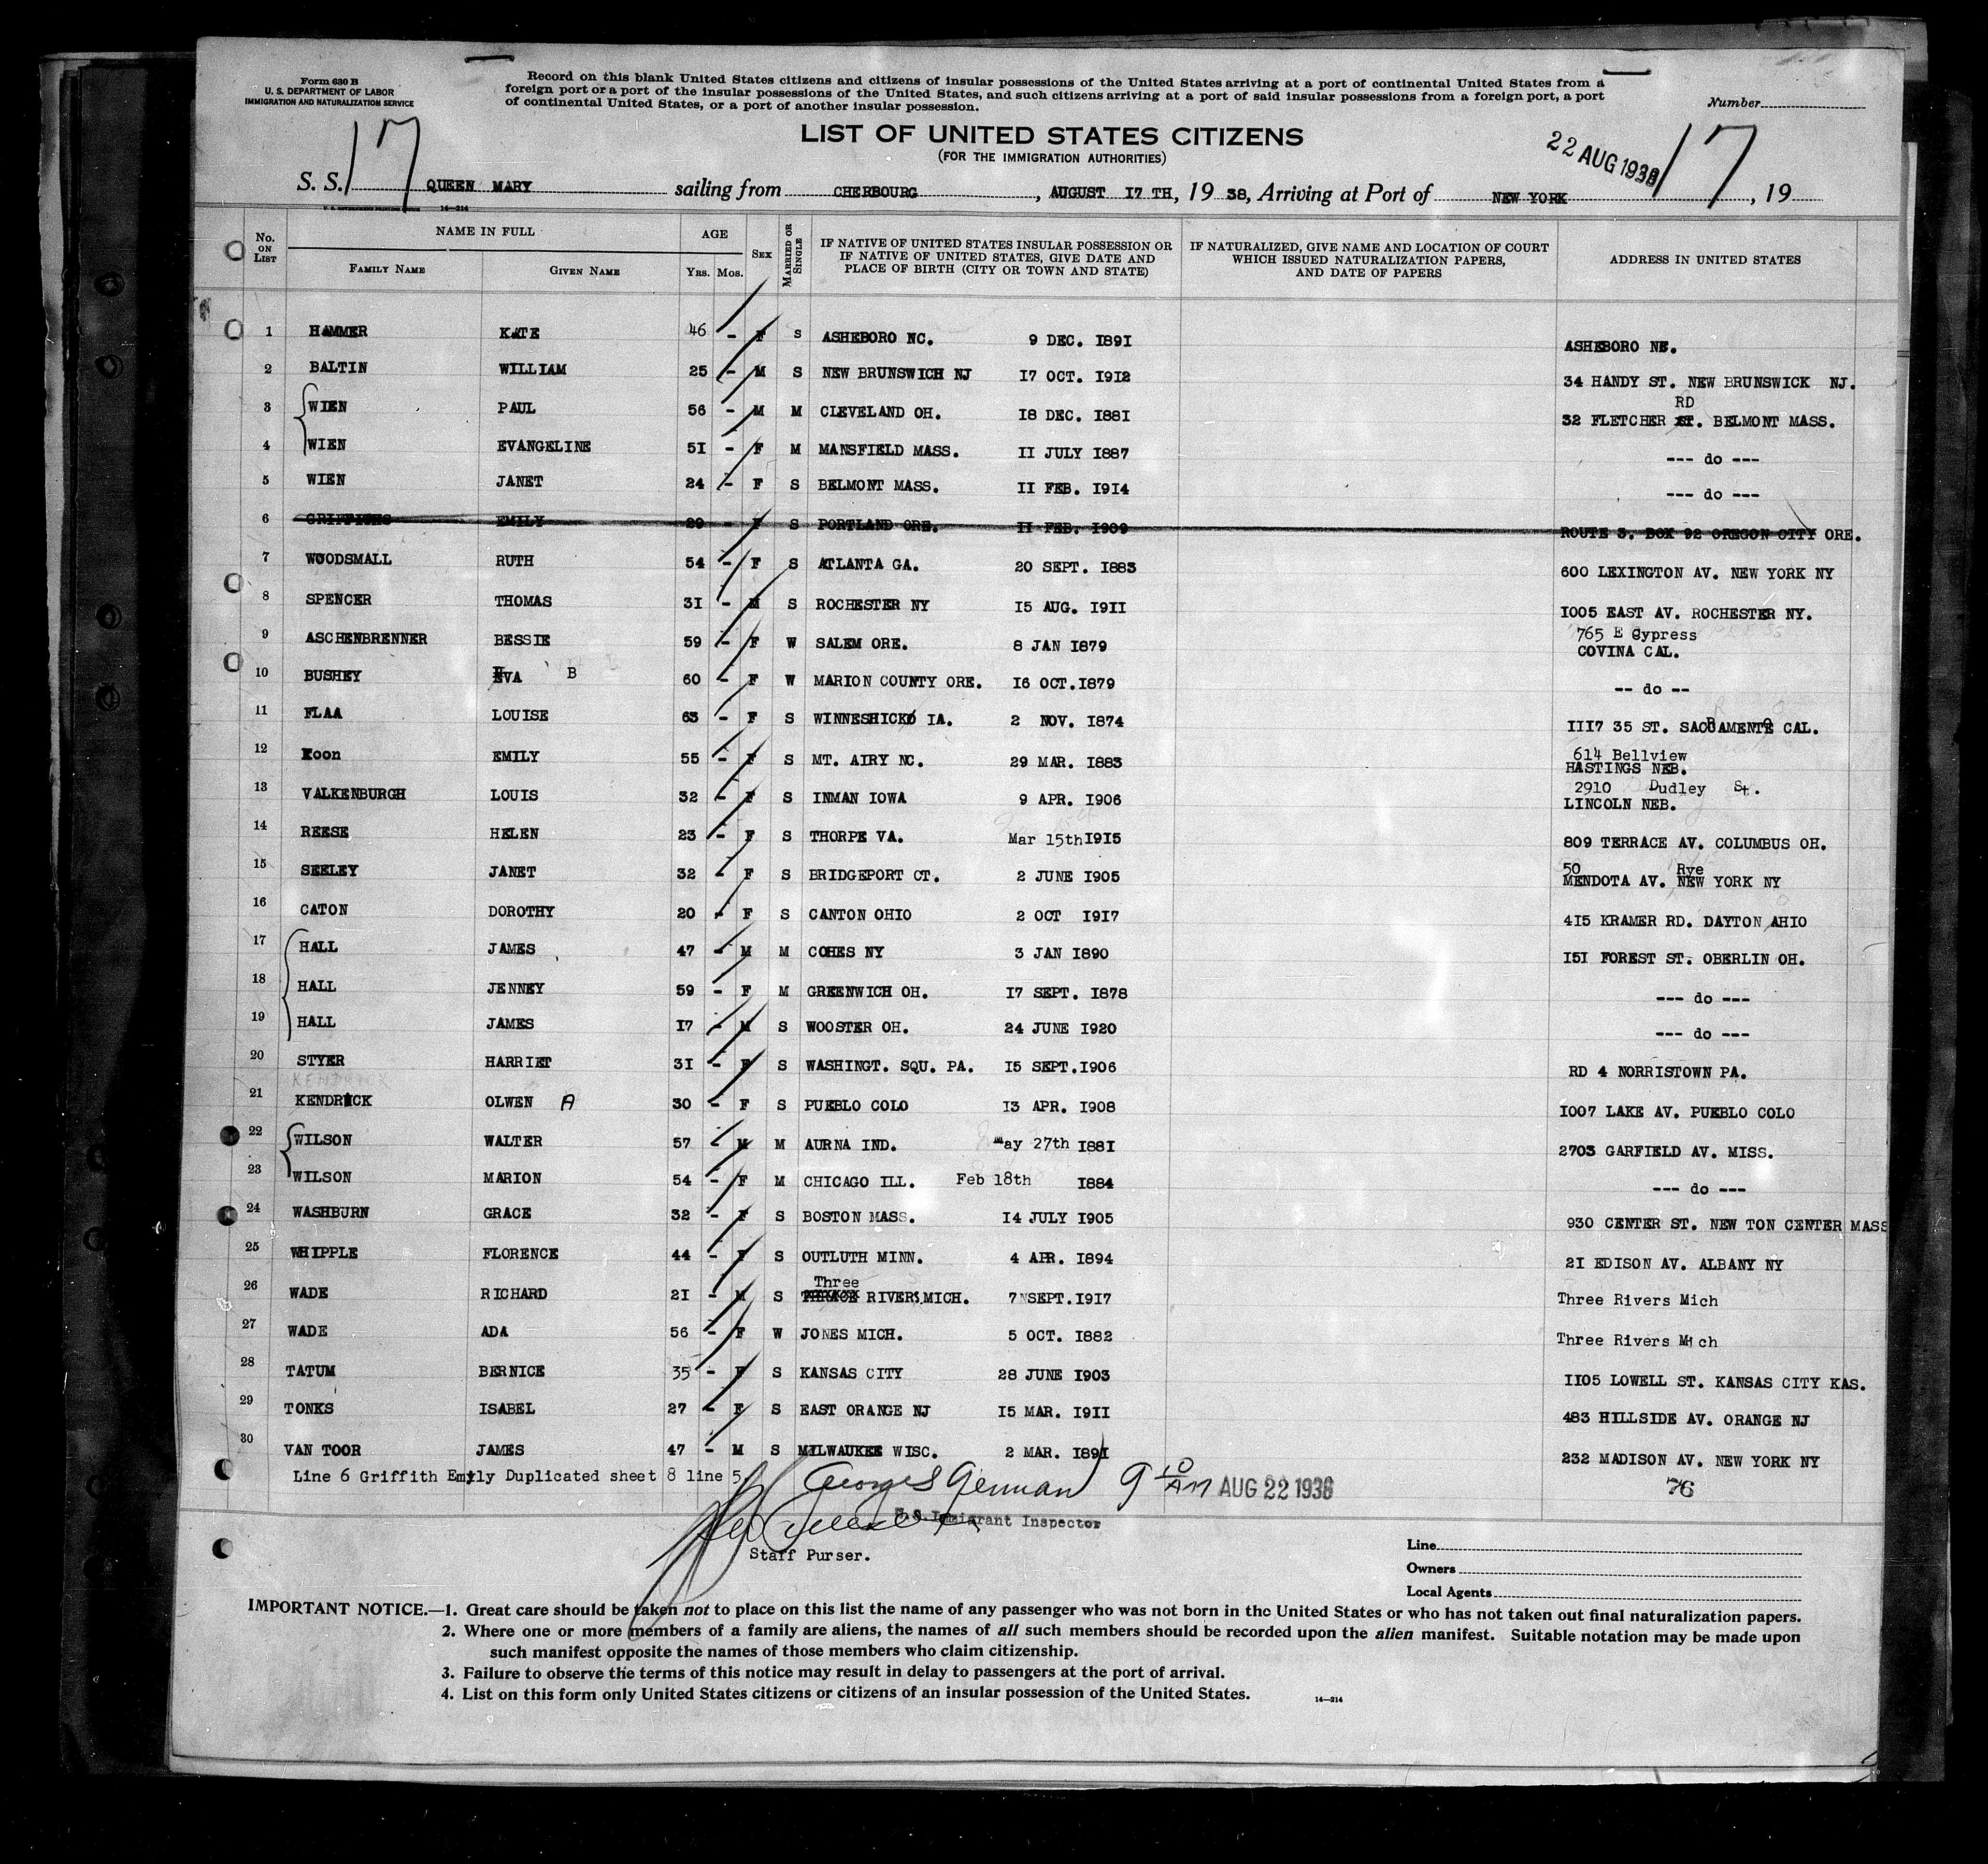 Form 630 B
U. S. DEPARTMENT OF LABOR
IMMIGRATION AND NATURALIZATION SERVICE
Record on this blank United States citizens and citizens of insular possessions of the United States arriving at a port of continental United States from a
foreign port or a port of the insular possessions of the United States, and such citizens arriving at a port of said insular possessions from a foreign port, a port
of continental United States, or a port of another insular possession.
Number
LIST OF UNITED STATES CITIZENS
(FOR THE IMMIGRATION AUTHORITIES)
22 AUG 1938
17 17
S. S. QUEEN MARY sailing from CHERBOURG, AUGUST 17 TH, 19 38, Arriving at Port of NEW YORK, 19
14-214
No. ON LIST NAME IN FULL AGE SEX MARRIED OR SINGLE IF NATIVE OF UNITED STATES INSULAR POSSESSION OR IF NATIVE OF UNITED STATES, GIVE DATE AND PLACE OF BIRTH (CITY OR TOWN AND STATE) IF NATURALIZED, GIVE NAME AND LOCATION OF COURT WHICH ISSUED NATURALIZATION PAPERS, AND DATE OF PAPERS ADDRESS IN UNITED STATES
FAMILY NAME GIVEN NAME YRS. MOS.
1 HAMMER KATE 46 - F S ASHEBORO NC. 9 DEC. 1891 ASHEBORO NC.
2 BALTIN WILLIAM 25 - M S NEW BRUNSWICH NJ 17 OCT. 1912 34 HANDY ST. NEW BRUNSWICK NJ.
3 WIEN PAUL 56 - M M CLEVELAND OH. 18 DEC. 1881 32 FLETCHER ST. RD BELMONT MASS.
4 WIEN EVANGELINE 51 - F M MANSFIELD MASS. 11 JULY 1887 --- do ---
5 WIEN JANET 24 - F S BELMONT MASS. 11 FEB. 1914 --- do ---
6 GRIFFITHS EMILY 29 - F S PORTLAND ORE. 11 FEB. 1909 ROUTE 3. BOX 92 OREGON CITY ORE.
7 WOODSMALL RUTH 54 - F S ATLANTA GA. 20 SEPT. 1883 600 LEXINGTON AV. NEW YORK NY
8 SPENCER THOMAS 31 - M S ROCHESTER NY 15 AUG. 1911 1005 EAST AV. ROCHESTER NY.
9 ASCHENBRENNER BESSIE 59 - F W SALEM ORE. 8 JAN 1879 765 E Cypress COVINA CAL.
10 BUSHEY EVA B 60 - F W MARION COUNTY ORE. 16 OCT.1879 -- do --
11 FLAA LOUISE 63 - F S WINNESHICK IA. 2 NOV. 1874 1117 35 ST. SACRAMENTO CAL.
12 Koon EMILY 55 - F S MT. AIRY NC. 29 MAR. 1883 614 Bellview HASTINGS NEB.
13 VALKENBURGH LOUIS 32 - F S INMAN IOWA 9 APR. 1906 2910 Dudley St. LINCOLN NEB.
14 REESE HELEN 23 - F S THORPE VA. Mar 15th 1915 809 TERRACE AV. COLUMBUS OH.
15 SEELEY JANET 32 - F S BRIDGEPORT CT. 2 JUNE 1905 50 MENDOTA AV. Rye NEW YORK NY
16 CATON DOROTHY 20 - F S CANTON OHIO 2 OCT 1917 415 KRAMER RD. DAYTON OHIO
17 HALL JAMES 47 - M M COHES NY 3 JAN 1890 151 FOREST ST. OBERLIN OH.
18 HALL JENNEY 59 - F M GREENWICH OH. 17 SEPT. 1878 --- do ---
19 HALL JAMES 17 - M S WOOSTER OH. 24 JUNE 1920 --- do ---
20 STYER HARRIET 31 - F S WASHINGT. SQU. PA. 15 SEPT.1906 RD 4 NORRISTOWN PA.
21 KENDRICK OLWEN A 30 - F S PUEBLO COLO 13 APR. 1908 1007 LAKE AV. PUEBLO COLO
22 WILSON WALTER 57 - M M AURNA IND. May 27th 1881 2703 GARFIELD AV. MISS.
23 WILSON MARION 54 - F M CHICAGO ILL. Feb 18th 1884 --- do ---
24 WASHBURN GRACE 32 - F S BOSTON MASS. 14 JULY 1905 930 CENTER ST. NEW TON CENTER MASS
25 WHIPPLE FLORENCE 44 - F S OUTLUTH MINN. 4 APR. 1894 21 EDISON AV. ALBANY NY
26 WADE RICHARD 21 - M S Three RIVERS MICH. 7 SEPT.1917 Three Rivers Mich
27 WADE ADA 56 - F W JONES MICH. 5 OCT. 1882 Three Rivers Mich
28 TATUM BERNICE 35 - F S KANSAS CITY 28 JUNE 1903 1105 LOWELL ST. KANSAS CITY KAS.
29 TONKS ISABEL 27 - F S EAST ORANGE NJ 15 MAR. 1911 483 HILLSIDE AV. ORANGE NJ
30 VAN TOOR JAMES 47 - M S MILWAUKEE WISC. 2 MAR. 1891 232 MADISON AV. NEW YORK NY
Line 6 Griffith Emily Duplicated sheet 8 line 5 George S German 9 10 AM AUG 22 1938 76
U.S. Immigrant Inspector
Staff Purser.
Line
Owners
Local Agents
IMPORTANT NOTICE.—1. Great care should be taken not to place on this list the name of any passenger who was not born in the United States or who has not taken out final naturalization papers.
2. Where one or more members of a family are aliens, the names of all such members should be recorded upon the alien manifest. Suitable notation may be made upon
such manifest opposite the names of those members who claim citizenship.
3. Failure to observe the terms of this notice may result in delay to passengers at the port of arrival.
4. List on this form only United States citizens or citizens of an insular possession of the United States.
14—214